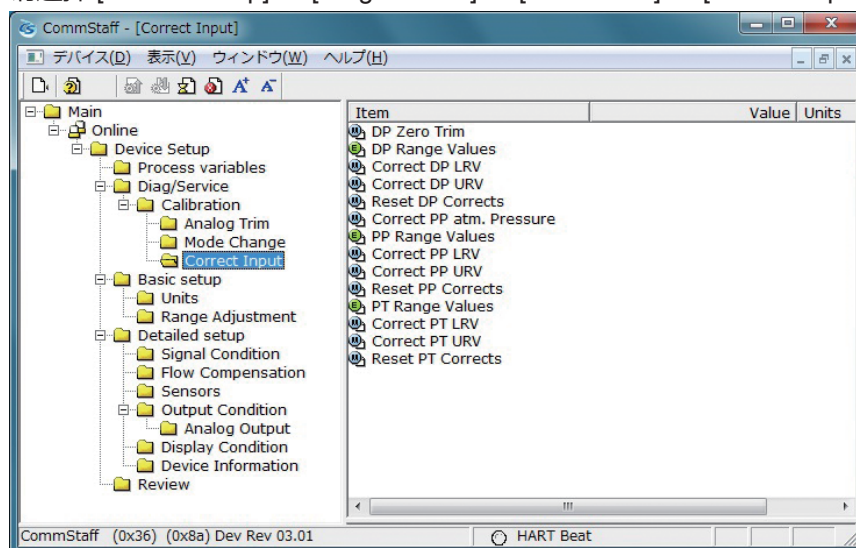 CommStaff - [Correct Input]
デバイス(D) 表示(V) ウィンドウ(W) ヘルプ(H)
Main
Online
Device Setup
Process variables
Diag/Service
Calibration
Analog Trim
Mode Change
Correct Input
Basic setup
Units
Range Adjustment
Detailed setup
Signal Condition
Flow Compensation
Sensors
Output Condition
Analog Output
Display Condition
Device Information
Review
Item Value Units
DP Zero Trim
DP Range Values
Correct DP LRV
Correct DP URV
Reset DP Corrects
Correct PP atm. Pressure
PP Range Values
Correct PP LRV
Correct PP URV
Reset PP Corrects
PT Range Values
Correct PT LRV
Correct PT URV
Reset PT Corrects
CommStaff (0x36) (0x8a) Dev Rev 03.01 HART Beat